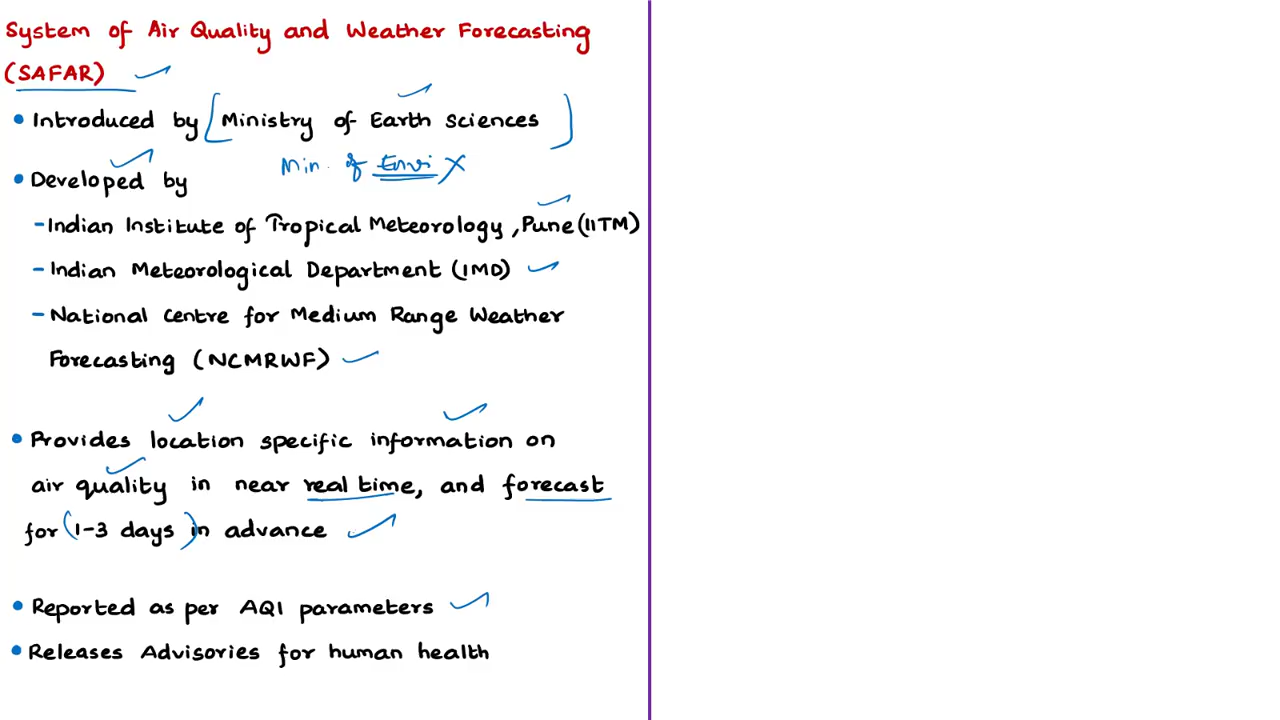 System of Air Quality and Weather Forecasting
(SAFAR)
• Introduced by [Ministry of Earth sciences]
Min. of Envi X
• Developed by
- Indian Institute of Tropical Meteorology, Pune (IITM)
- Indian Meteorological Department (IMD)
- National Centre for Medium Range Weather
Forecasting (NCMRWF)
• Provides location specific information on
air quality in near real time, and forecast
for (1-3 days) in advance
• Reported as per AQI parameters
• Releases Advisories for human health